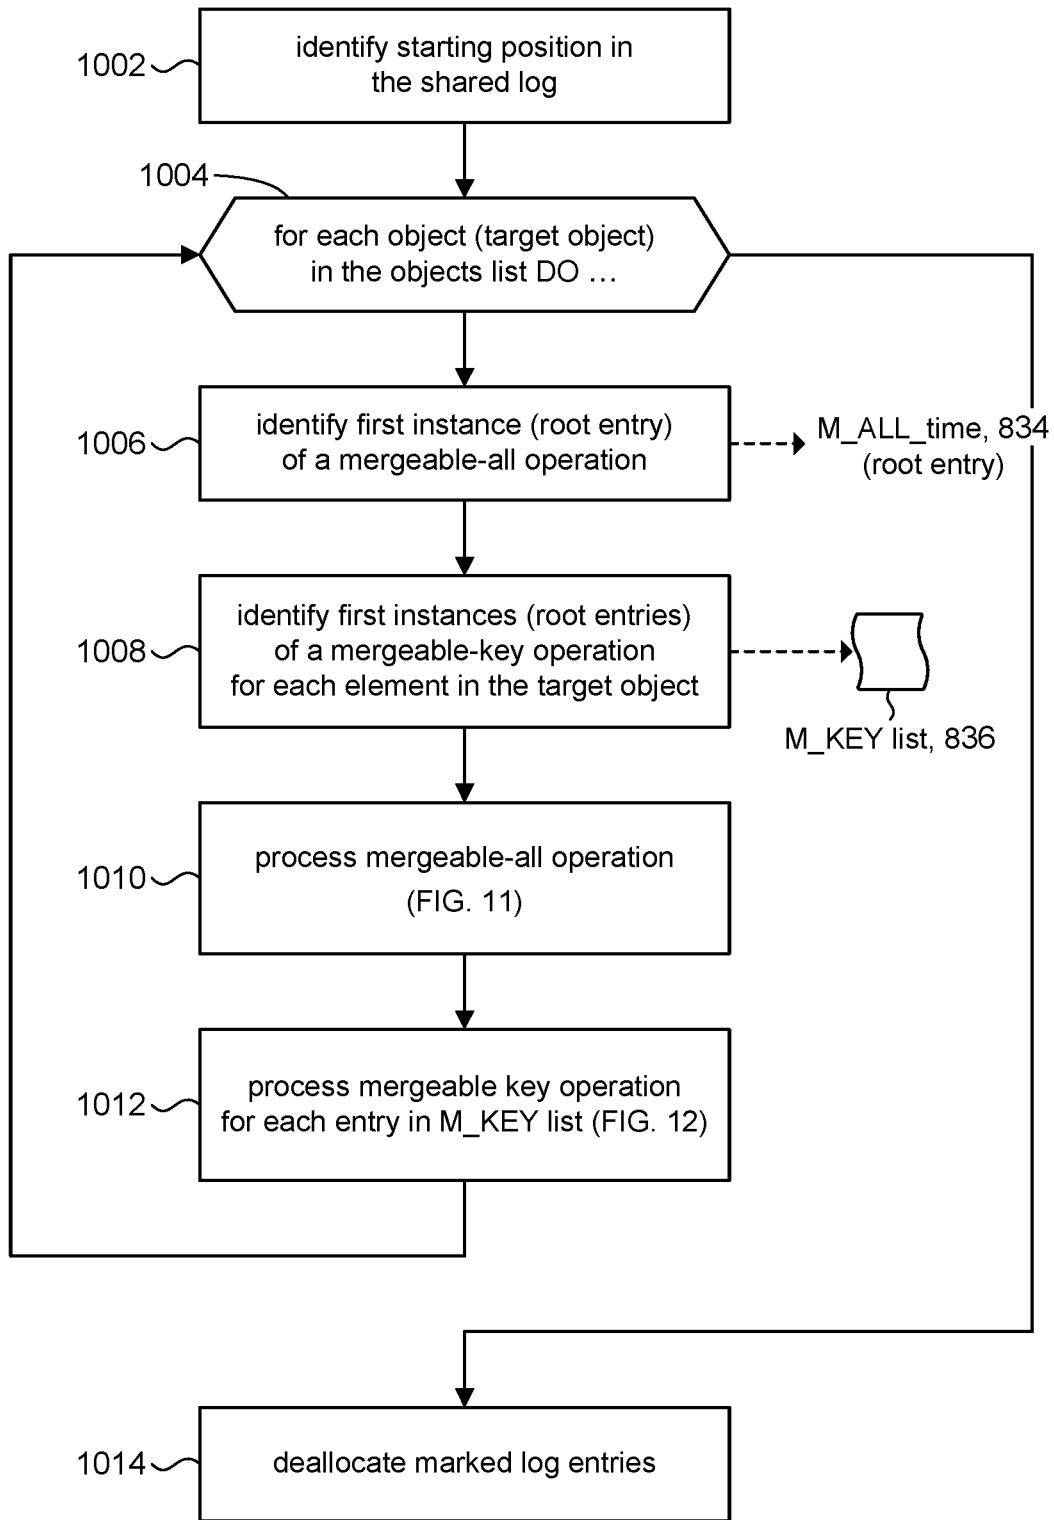 1002
identify starting position in
the shared log
1004
for each object (target object)
in the objects list DO …
1006
identify first instance (root entry)
of a mergeable-all operation
M_ALL_time, 834
(root entry)
1008
identify first instances (root entries)
of a mergeable-key operation
for each element in the target object
M_KEY list, 836
1010
process mergeable-all operation
(FIG. 11)
1012
process mergeable key operation
for each entry in M_KEY list (FIG. 12)
1014
deallocate marked log entries